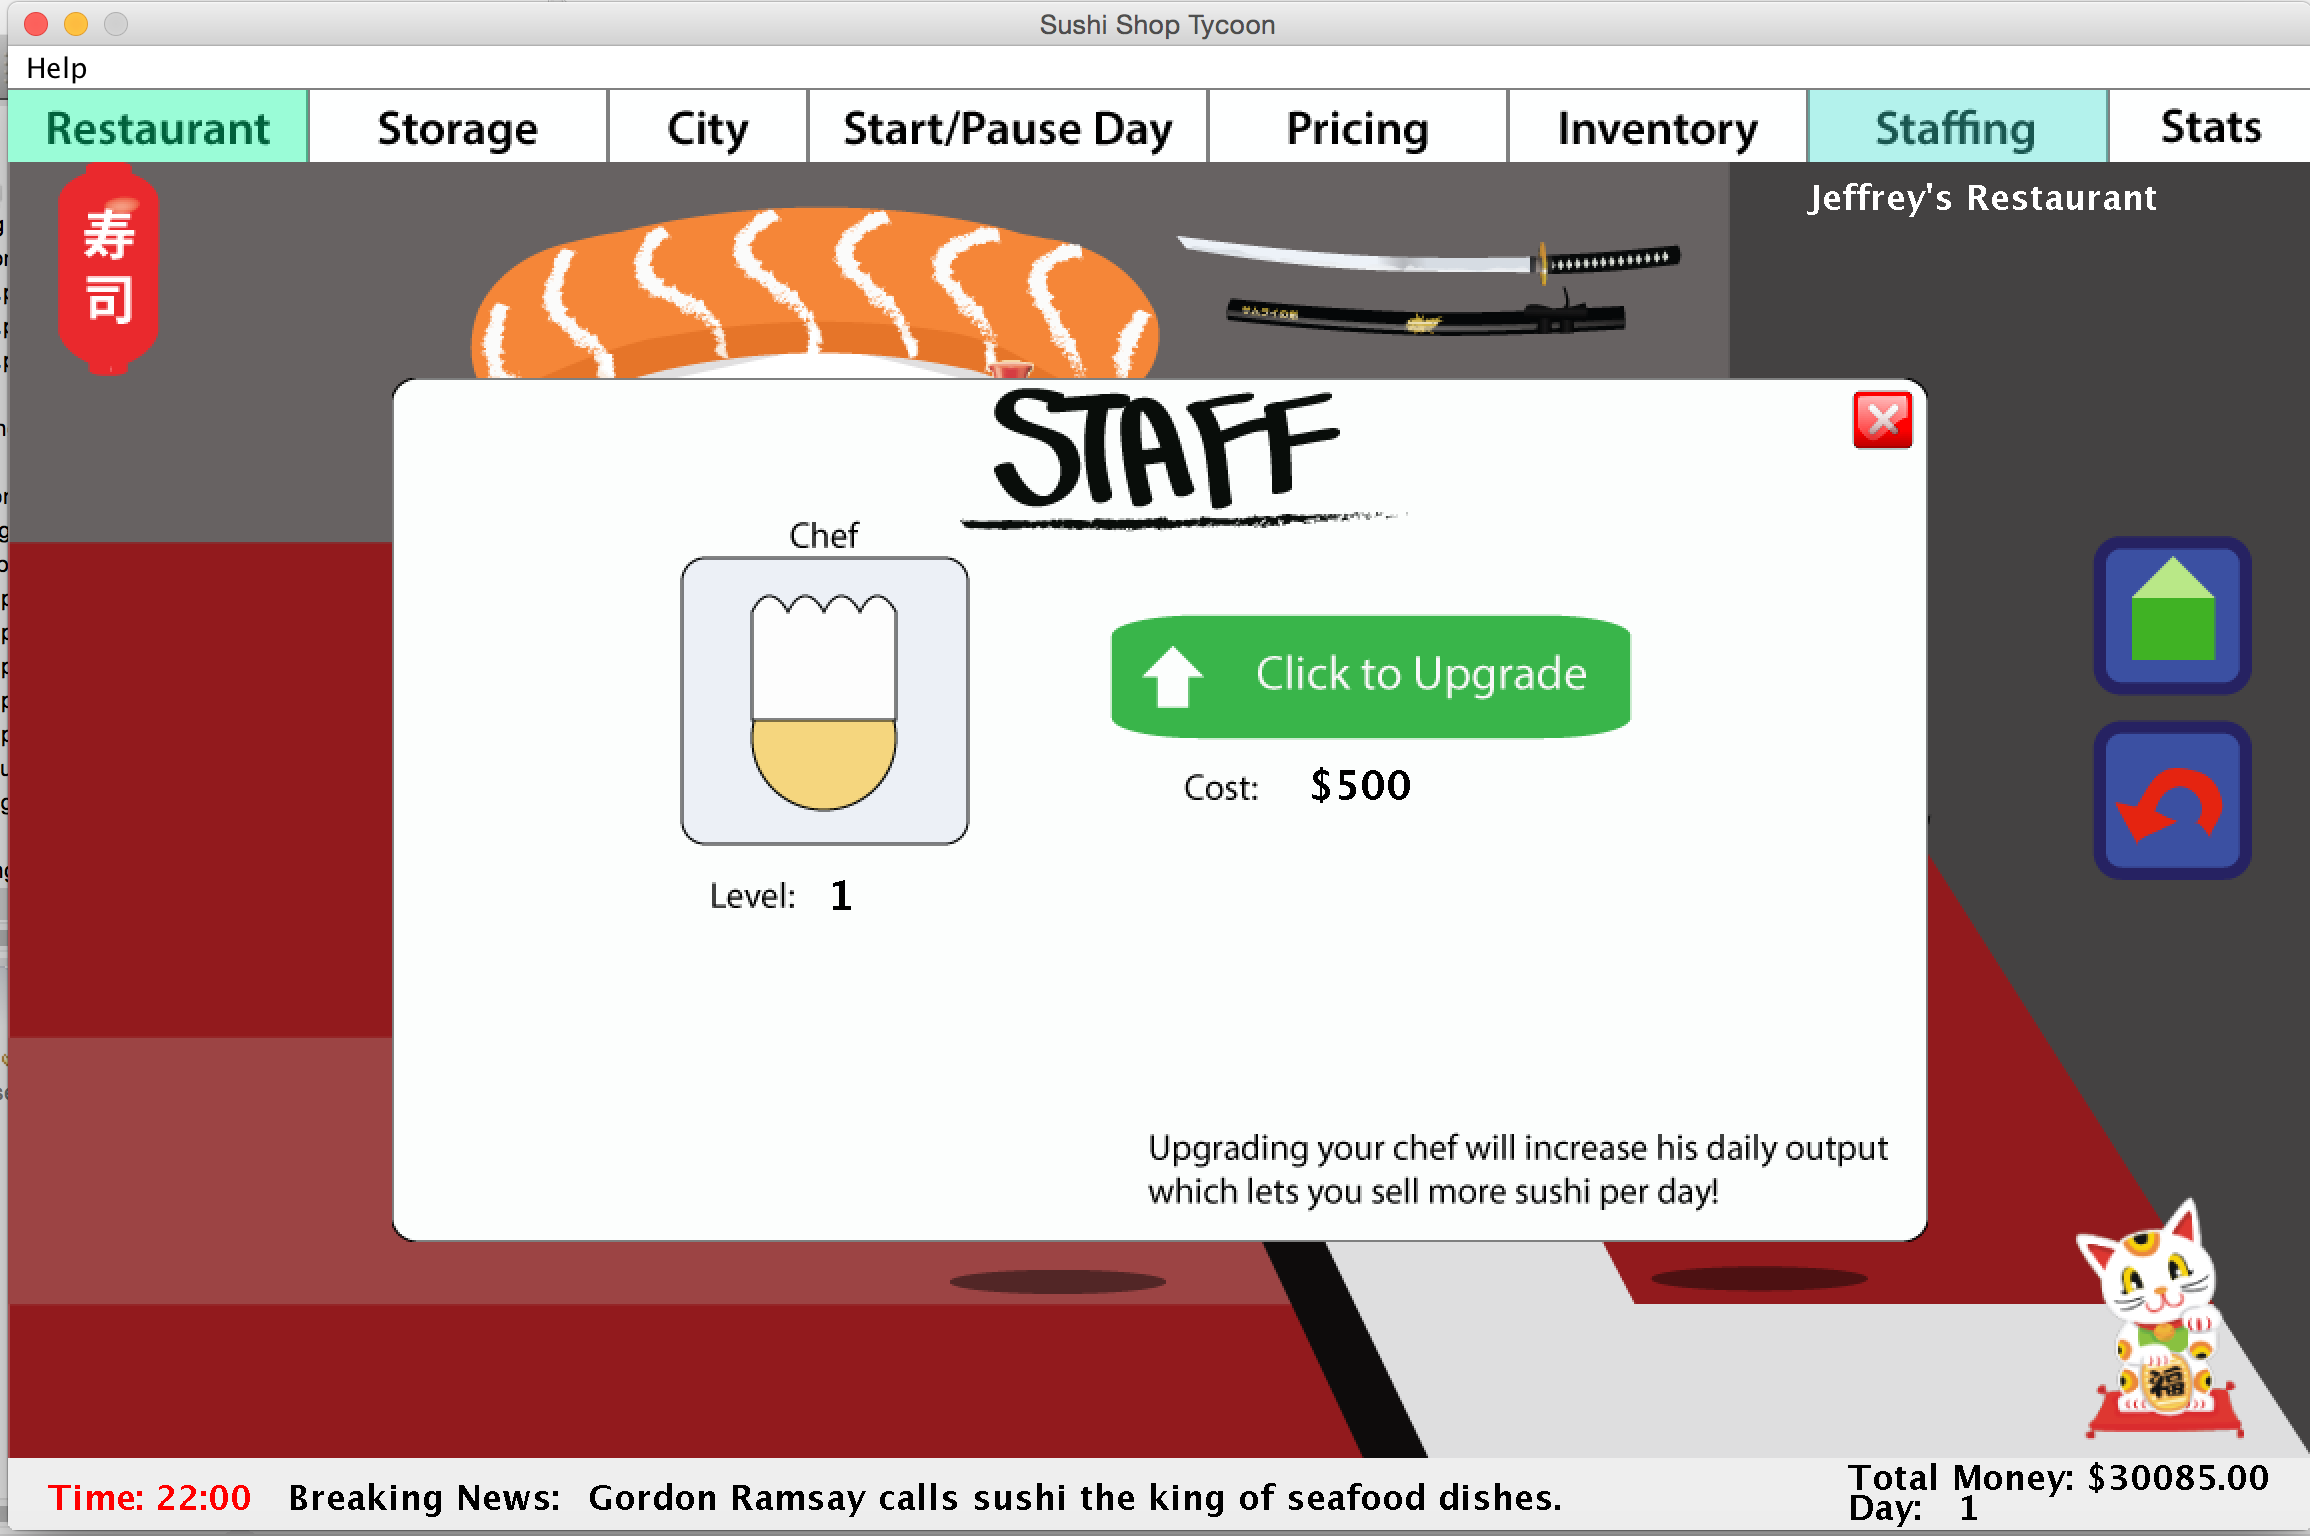 Sushi Shop Tycoon
Help
Restaurant
Storage
City
Start/Pause Day
Pricing
Inventory
Staffing
Stats
寿
司
Jeffrey's Restaurant
STAFF
Chef
Click to Upgrade
Cost: $500
Level: 1
Upgrading your chef will increase his daily output
which lets you sell more sushi per day!
福
Time: 22:00
Breaking News: Gordon Ramsay calls sushi the king of seafood dishes.
Total Money: $30085.00
Day: 1